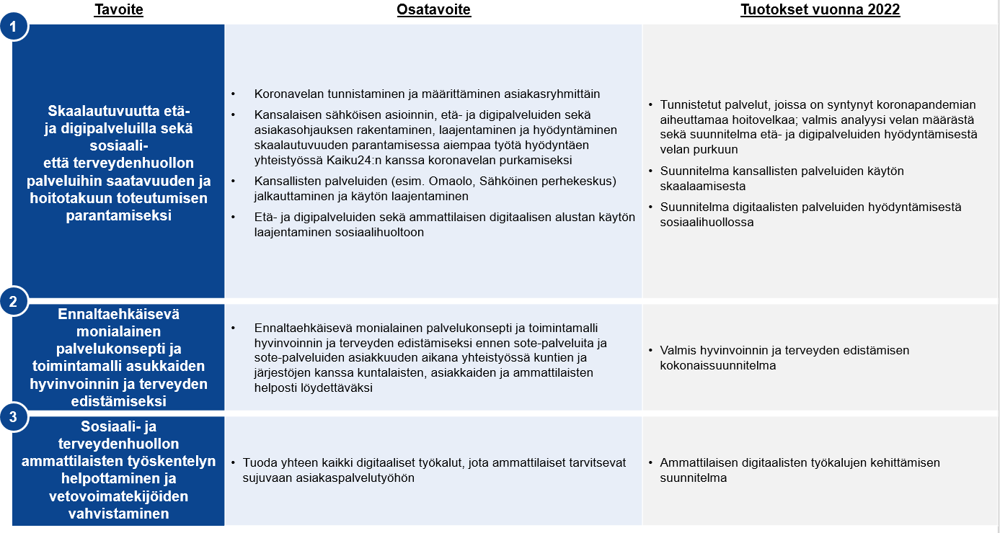 Tavoite
Osatavoite
Tuotokset vuonna 2022
1
Skaalautuvuutta etä-
ja digipalveluilla sekä
sosiaali-
että terveydenhuollon
palveluihin saatavuuden ja
hoitotakuun toteutumisen
parantamiseksi
• Koronavelan tunnistaminen ja määrittäminen asiakasryhmittäin
• Kansalaisen sähköisen asioinnin, etä- ja digipalveluiden sekä
asiakasohjauksen rakentaminen, laajentaminen ja hyödyntäminen
skaalautuvuuden parantamisessa aiempaa työtä hyödyntäen
yhteistyössä Kaiku24:n kanssa koronavelan purkamiseksi
• Kansallisten palveluiden (esim. Omaolo, Sähköinen perhekeskus)
jalkauttaminen ja käytön laajentaminen
• Etä- ja digipalveluiden sekä ammattilaisen digitaalisen alustan käytön
laajentaminen sosiaalihuoltoon
• Tunnistetut palvelut, joissa on syntynyt koronapandemian
aiheuttamaa hoitovelkaa; valmis analyysi velan määrästä
sekä suunnitelma etä- ja digipalveluiden hyödyntämisestä
velan purkuun
• Suunnitelma kansallisten palveluiden käytön
skaalaamisesta
• Suunnitelma digitaalisten palveluiden hyödyntämisestä
sosiaalihuollossa
2
Ennaltaehkäisevä
monialainen
palvelukonsepti ja
toimintamalli asukkaiden
hyvinvoinnin ja terveyden
edistämiseksi
• Ennaltaehkäisevä monialainen palvelukonsepti ja toimintamalli
hyvinvoinnin ja terveyden edistämiseksi ennen sote-palveluita ja
sote-palveluiden asiakkuuden aikana yhteistyössä kuntien ja
järjestöjen kanssa kuntalaisten, asiakkaiden ja ammattilaisten
helposti löydettäväksi
• Valmis hyvinvoinnin ja terveyden edistämisen
kokonaissuunnitelma
3
Sosiaali- ja
terveydenhuollon
ammattilaisten työskentelyn
helpottaminen ja
vetovoimatekijöiden
vahvistaminen
• Tuoda yhteen kaikki digitaaliset työkalut, jota ammattilaiset tarvitsevat
sujuvaan asiakaspalvelutyöhön
• Ammattilaisen digitaalisten työkalujen kehittämisen
suunnitelma